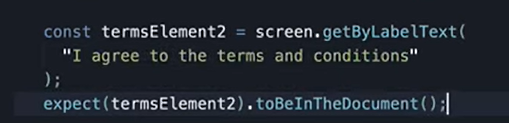 const termsElement2 = screen.getByLabelText(
"I agree to the terms and conditions"
);
expect(termsElement2).toBeInTheDocument();